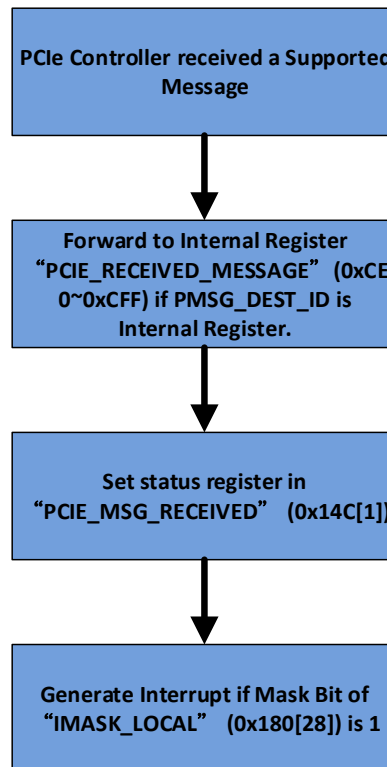 PCIe Controller received a Supported
Message
Forward to Internal Register
“PCIE_RECEIVED_MESSAGE” (0xCE
0~0xCFF) if PMSG_DEST_ID is
Internal Register.
Set status register in
“PCIE_MSG_RECEIVED” (0x14C[1])
Generate Interrupt if Mask Bit of
“IMASK_LOCAL” (0x180[28]) is 1